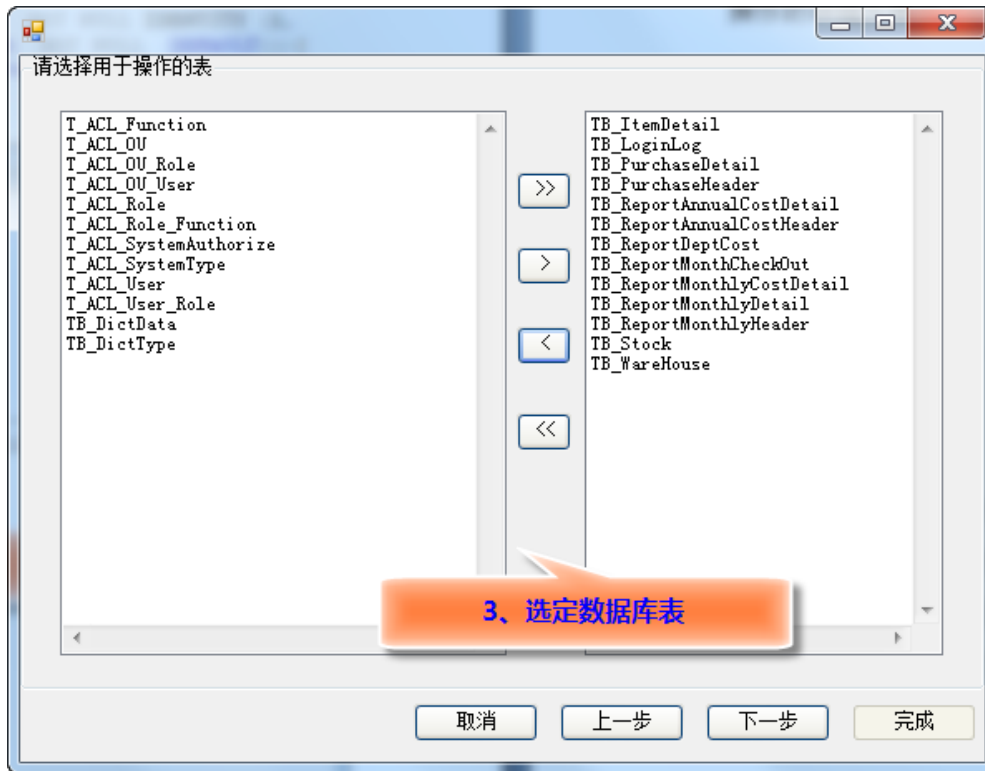 请选择用于操作的表
T_ACL_Function
T_ACL_OU
T_ACL_OU_Role
T_ACL_OU_User
T_ACL_Role
T_ACL_Role_Function
T_ACL_SystemAuthorize
T_ACL_SystemType
T_ACL_User
T_ACL_User_Role
TB_DictData
TB_DictType
>>
>
<
<<
TB_ItemDetail
TB_LoginLog
TB_PurchaseDetail
TB_PurchaseHeader
TB_ReportAnnualCostDetail
TB_ReportAnnualCostHeader
TB_ReportDeptCost
TB_ReportMonthCheckOut
TB_ReportMonthlyCostDetail
TB_ReportMonthlyDetail
TB_ReportMonthlyHeader
TB_Stock
TB_WareHouse
3、选定数据库表
取消
上一步
下一步
完成